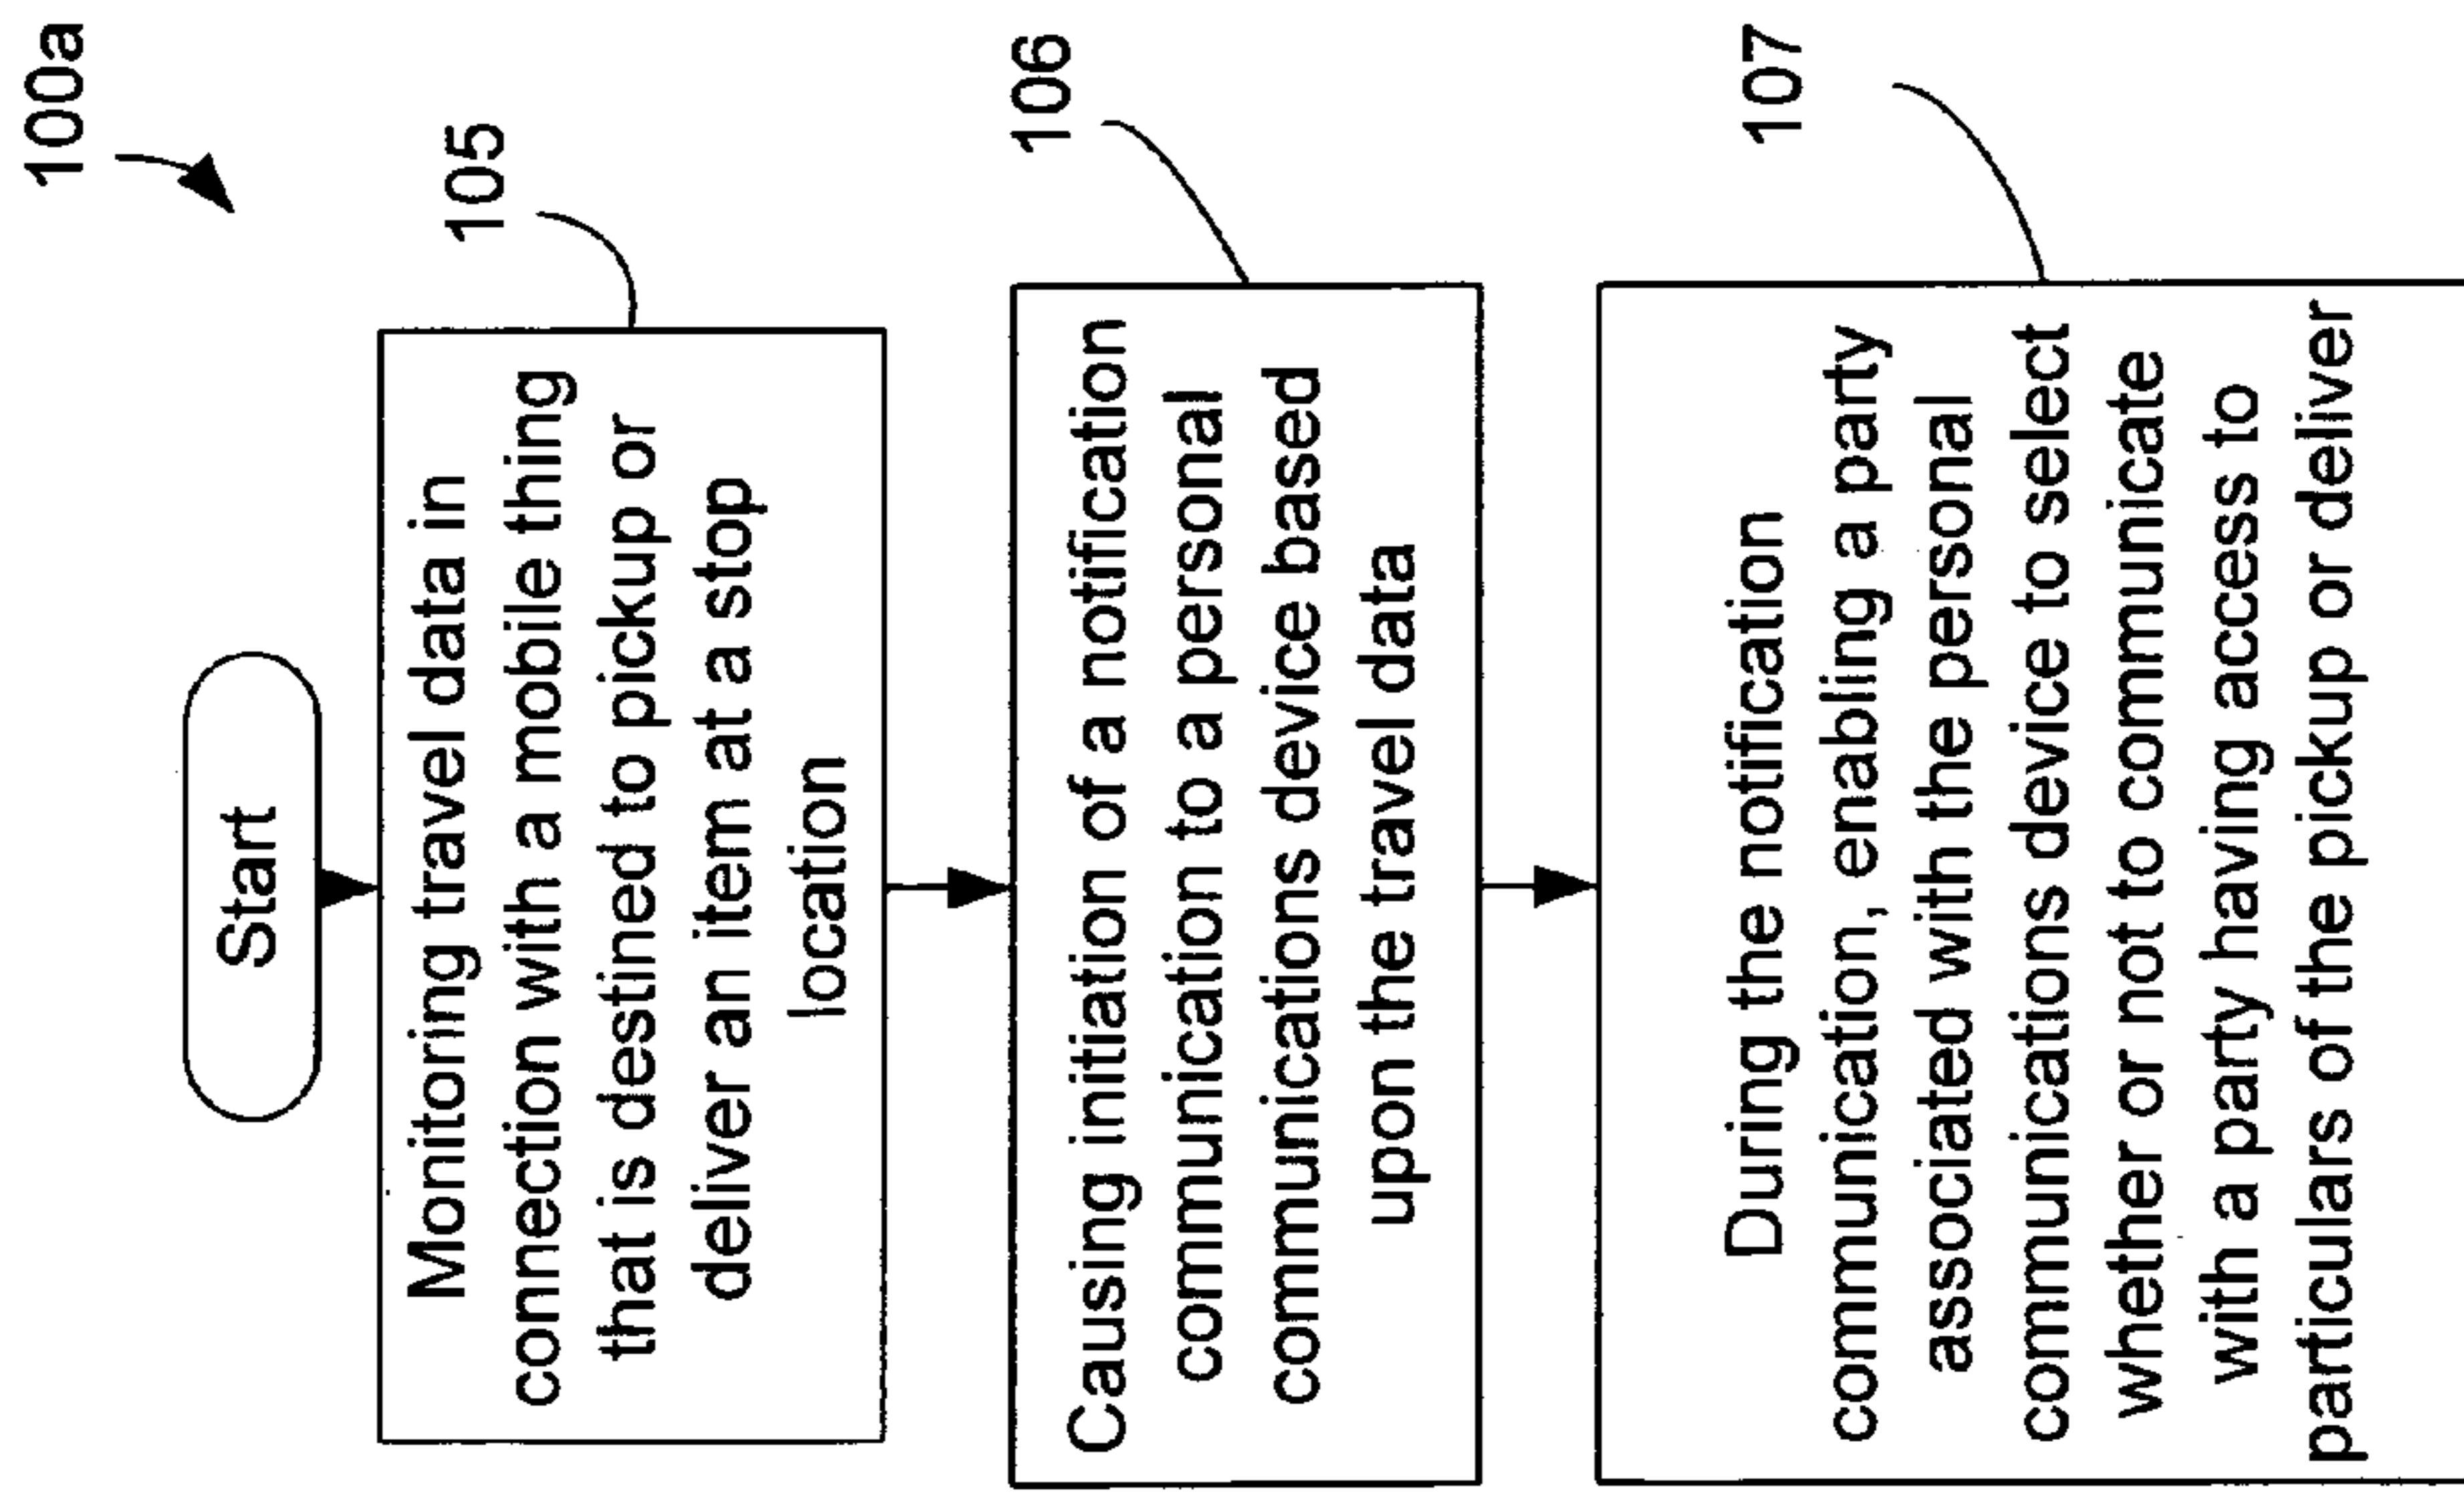 100a
Start
105
Monitoring travel data in
connection with a mobile thing
that is destined to pickup or
deliver an item at a stop
location
106
Causing initiation of a notification
communication to a personal
communications device based
upon the travel data
107
During the notification
communication, enabling a party
associated with the personal
communications device to select
whether or not to communicate
with a party having access to
particulars of the pickup or deliver